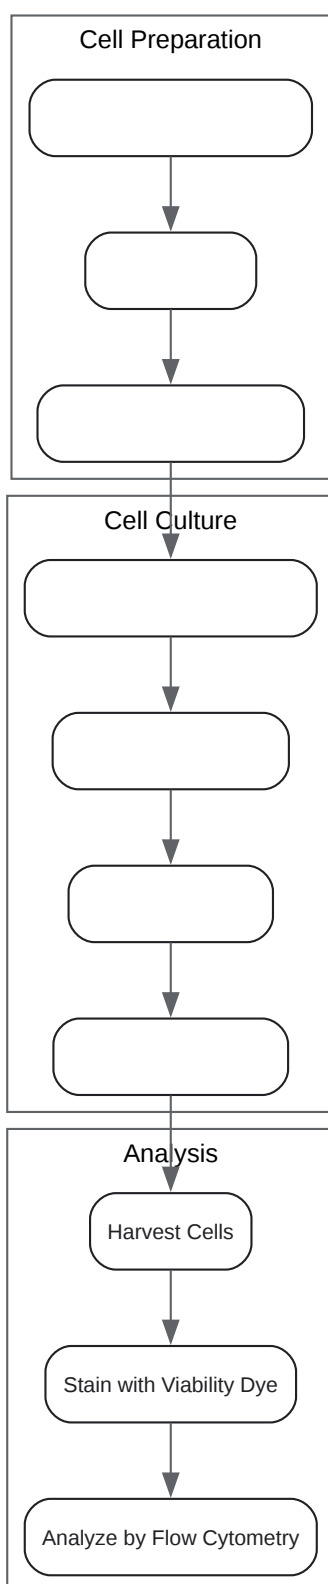 Cell Preparation
Cell Culture
Analysis
Harvest Cells
Stain with Viability Dye
Analyze by Flow Cytometry